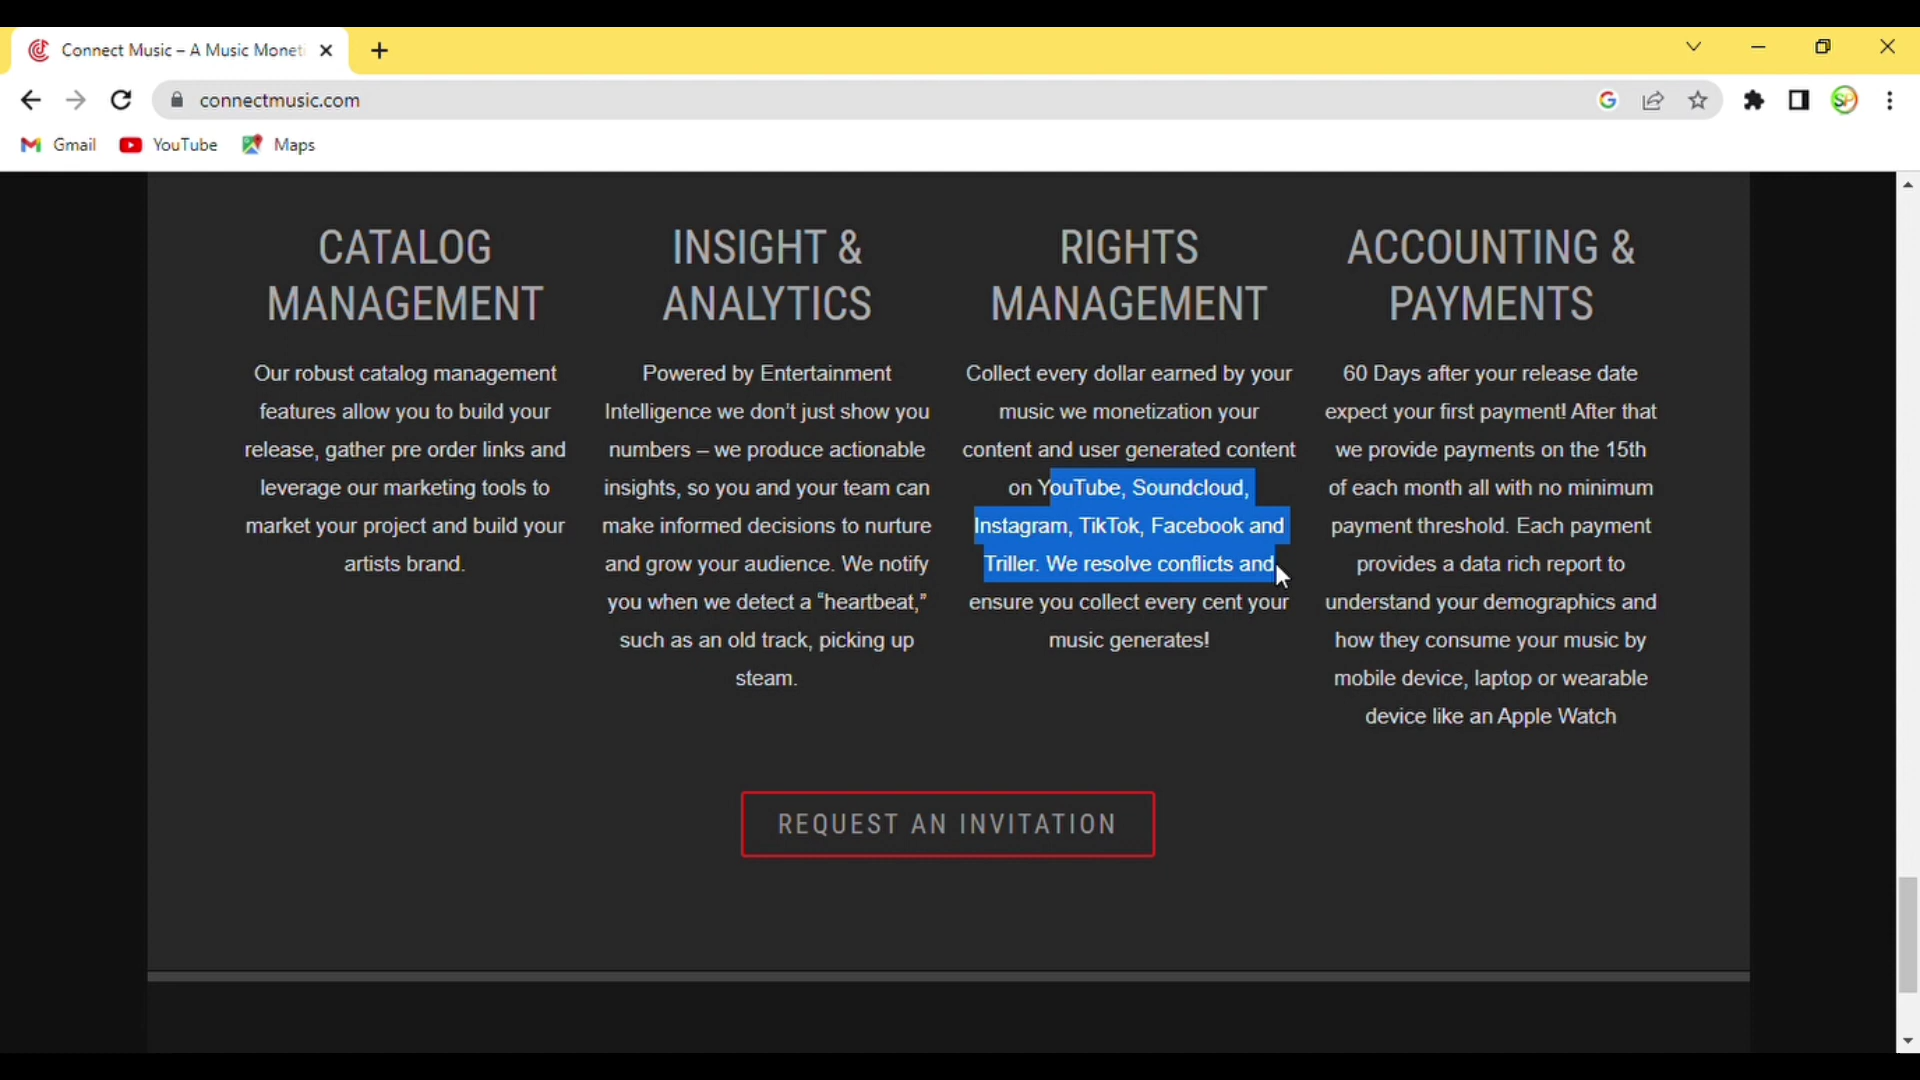 Connect Music – A Music Moneti
connectmusic.com
SP
Gmail
YouTube
Maps
CATALOG
MANAGEMENT
Our robust catalog management
features allow you to build your
release, gather pre order links and
leverage our marketing tools to
market your project and build your
artists brand.
INSIGHT &
ANALYTICS
Powered by Entertainment
Intelligence we don't just show you
numbers – we produce actionable
insights, so you and your team can
make informed decisions to nurture
and grow your audience. We notify
you when we detect a “heartbeat,”
such as an old track, picking up
steam.
RIGHTS
MANAGEMENT
Collect every dollar earned by your
music we monetization your
content and user generated content
on YouTube, Soundcloud,
Instagram, TikTok, Facebook and
Triller. We resolve conflicts and
ensure you collect every cent your
music generates!
ACCOUNTING &
PAYMENTS
60 Days after your release date
expect your first payment! After that
we provide payments on the 15th
of each month all with no minimum
payment threshold. Each payment
provides a data rich report to
understand your demographics and
how they consume your music by
mobile device, laptop or wearable
device like an Apple Watch
REQUEST AN INVITATION